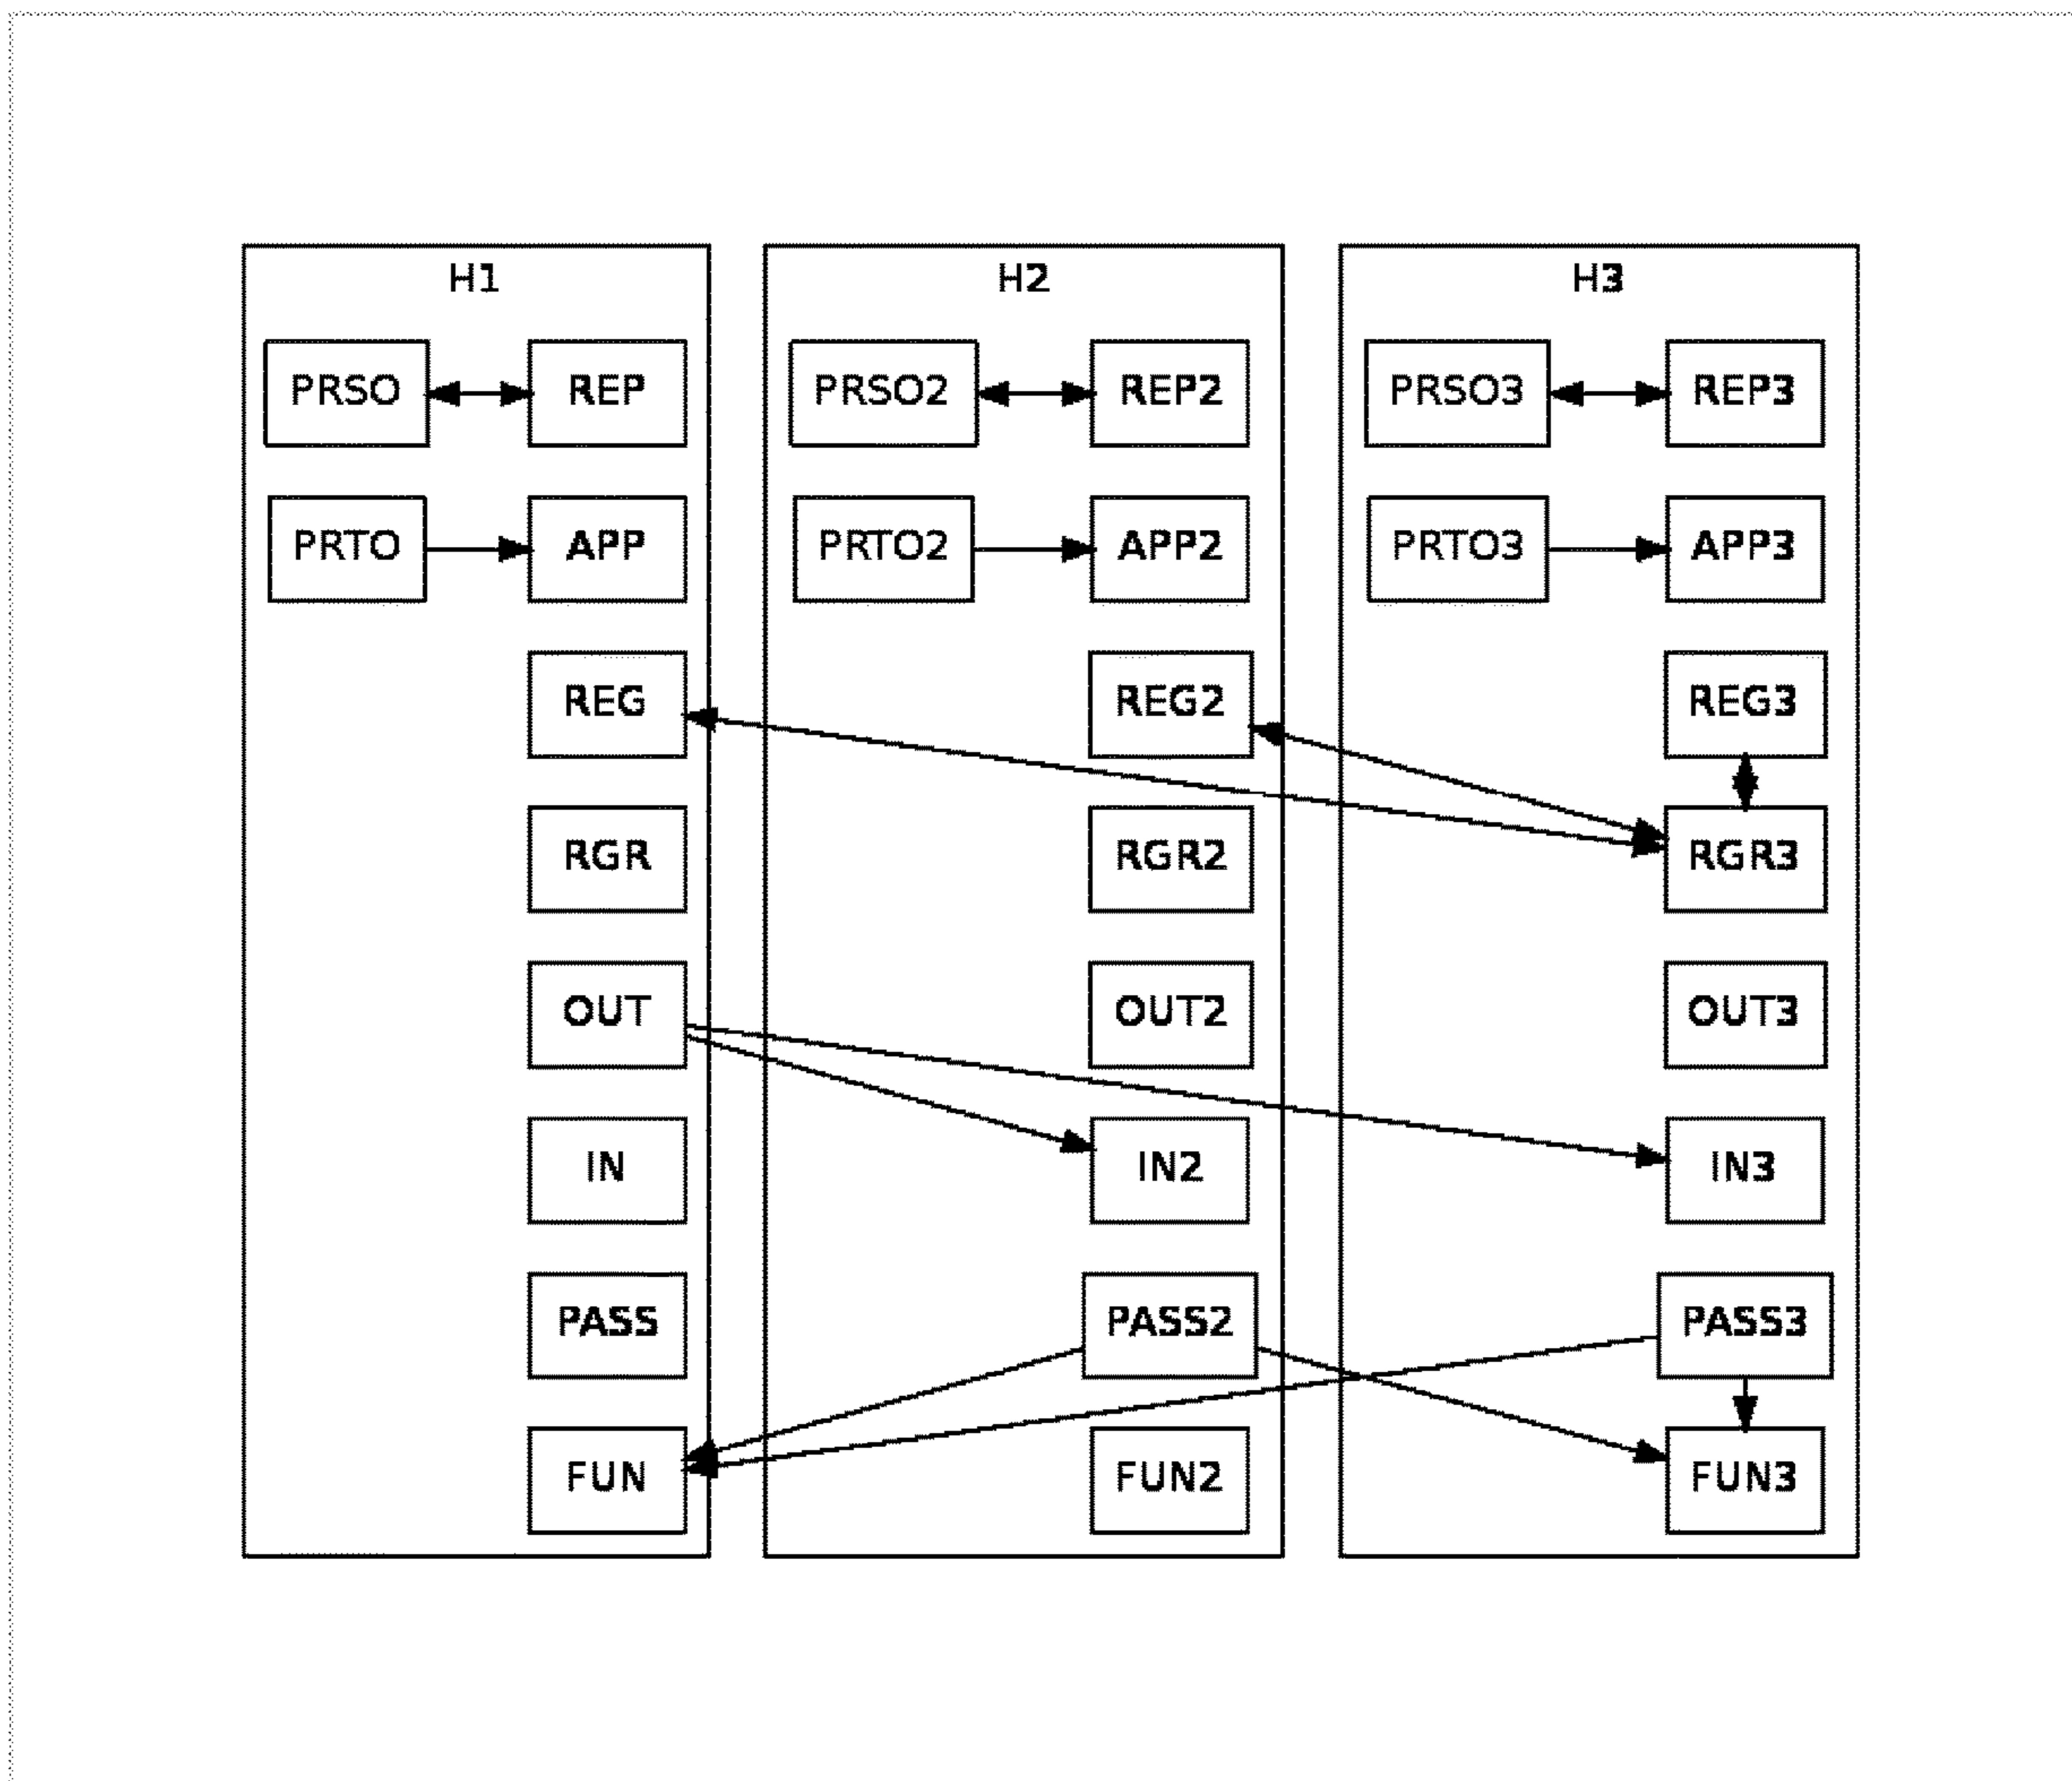 H1
H2
H3
PRSO
REP
PRSO2
REP2
PRSO3
REP3
PRTO
APP
PRTO2
APP2
PRTO3
APP3
REG
REG2
REG3
RGR
RGR2
RGR3
OUT
OUT2
OUT3
IN
IN2
IN3
PASS
PASS2
PASS3
FUN
FUN2
FUN3